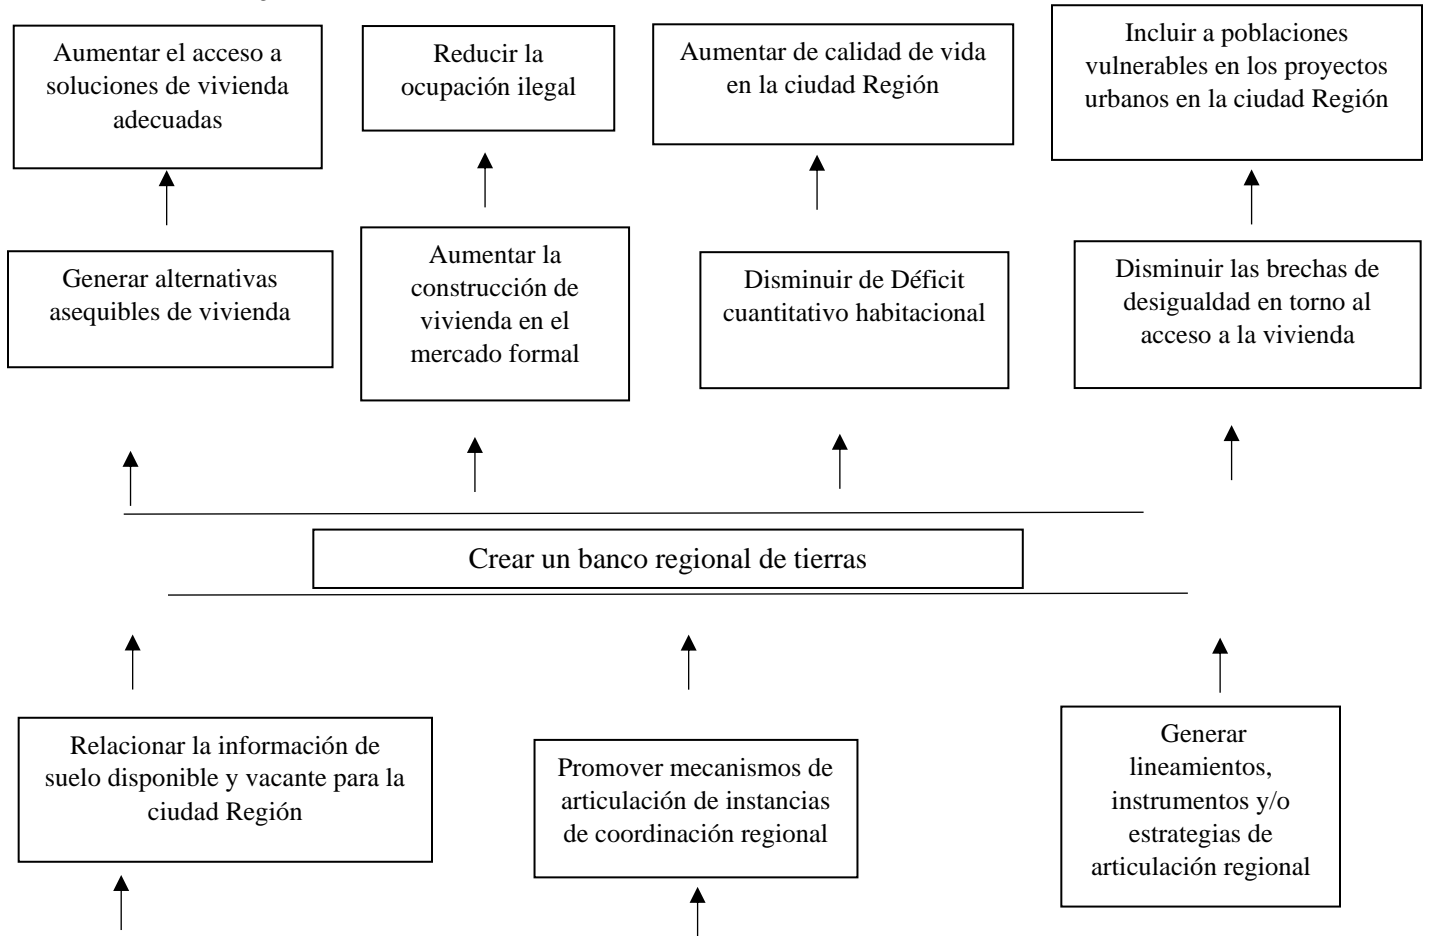 Aumentar el acceso a
soluciones de vivienda
adecuadas
Reducir la
ocupación ilegal
Aumentar de calidad de vida
en la ciudad Región
Incluir a poblaciones
vulnerables en los proyectos
urbanos en la ciudad Región
Generar alternativas
asequibles de vivienda
Aumentar la
construcción de
vivienda en el
mercado formal
Disminuir de Déficit
cuantitativo habitacional
Disminuir las brechas de
desigualdad en torno al
acceso a la vivienda
Crear un banco regional de tierras
Relacionar la información de
suelo disponible y vacante para la
ciudad Región
Promover mecanismos de
articulación de instancias
de coordinación regional
Generar
lineamientos,
instrumentos y/o
estrategias de
articulación regional